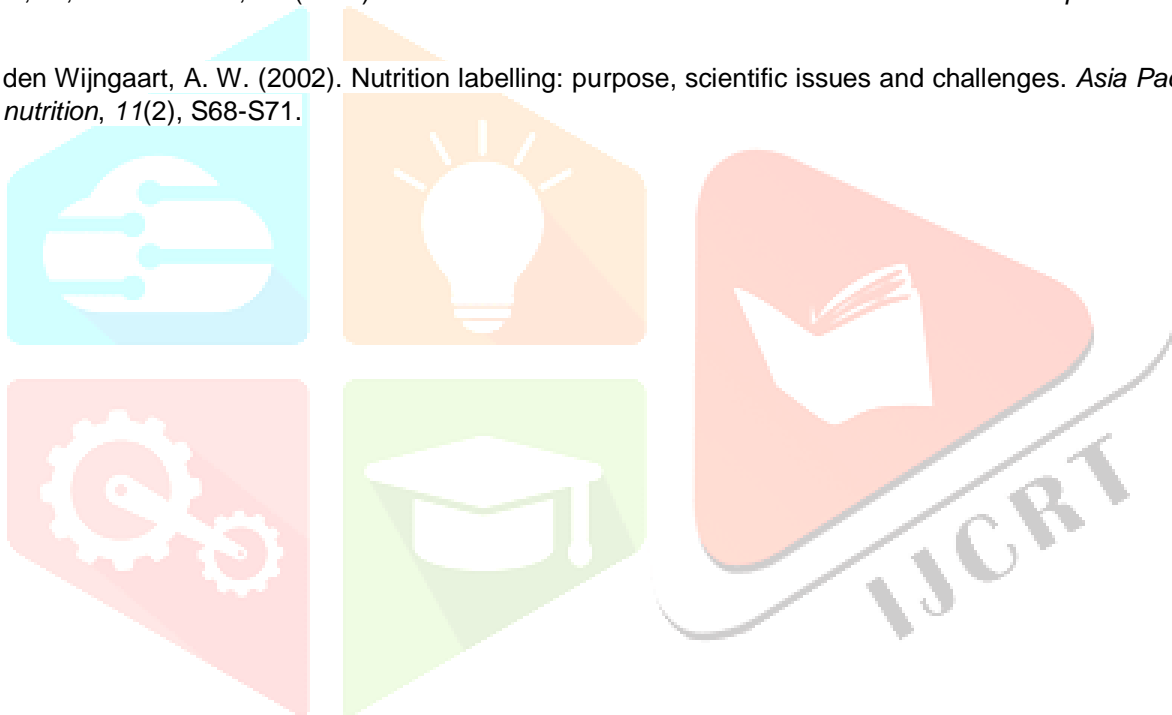 den Wijngaart, A. W. (2002). Nutrition labelling: purpose, scientific issues and challenges. Asia Pac
nutrition, 11(2), S68-S71.
IJCRT